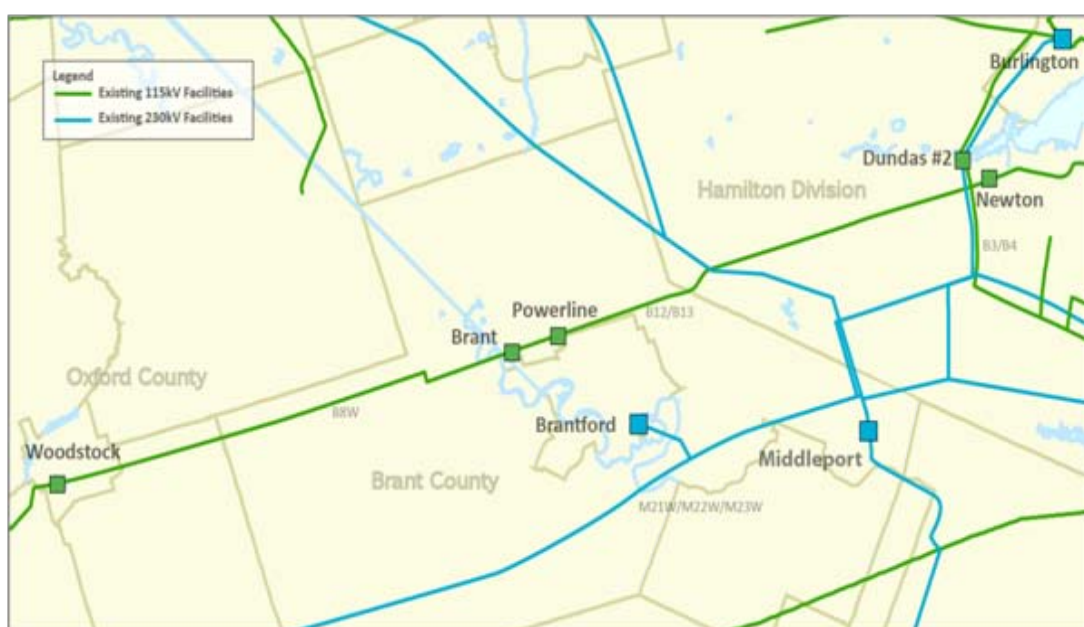 Legend
Existing 115kV Facilities
Existing 230kV Facilities
Burlington
Dundas #2
Hamilton Division
Newton
B3/B4
Powerline
B12/B13
Brant
Oxford County
B8W
Brantford
Woodstock
Middleport
Brant County
M21W/M22W/M23W